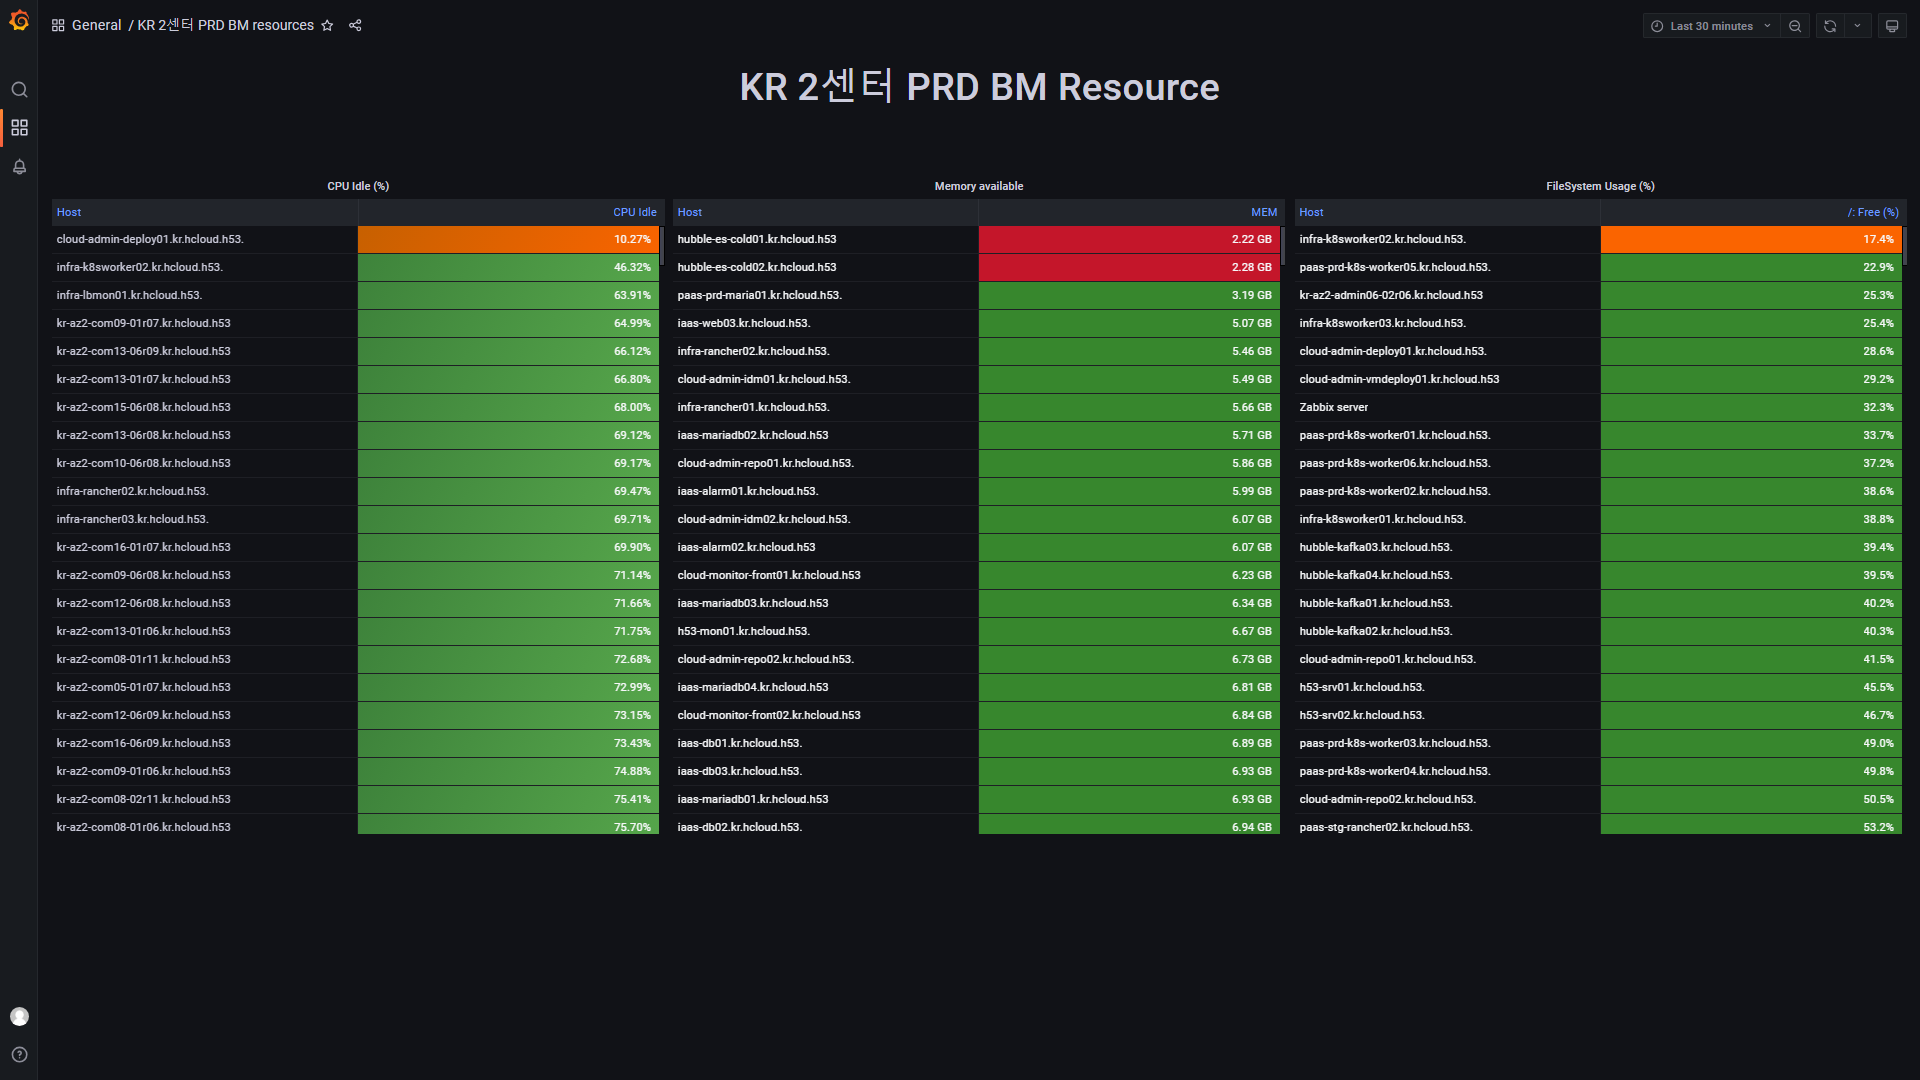 General / KR 2센터 PRD BM resources
Last 30 minutes
KR 2센터 PRD BM Resource
CPU Idle (%)
Host CPU Idle
cloud-admin-deploy01.kr.hcloud.h53. 10.27%
infra-k8sworker02.kr.hcloud.h53. 46.32%
infra-lbmon01.kr.hcloud.h53. 63.91%
kr-az2-com09-01r07.kr.hcloud.h53 64.99%
kr-az2-com13-06r09.kr.hcloud.h53 66.12%
kr-az2-com13-01r07.kr.hcloud.h53 66.80%
kr-az2-com15-06r08.kr.hcloud.h53 68.00%
kr-az2-com13-06r08.kr.hcloud.h53 69.12%
kr-az2-com10-06r08.kr.hcloud.h53 69.17%
infra-rancher02.kr.hcloud.h53. 69.47%
infra-rancher03.kr.hcloud.h53. 69.71%
kr-az2-com16-01r07.kr.hcloud.h53 69.90%
kr-az2-com09-06r08.kr.hcloud.h53 71.14%
kr-az2-com12-06r08.kr.hcloud.h53 71.66%
kr-az2-com13-01r06.kr.hcloud.h53 71.75%
kr-az2-com08-01r11.kr.hcloud.h53 72.68%
kr-az2-com05-01r07.kr.hcloud.h53 72.99%
kr-az2-com12-06r09.kr.hcloud.h53 73.15%
kr-az2-com16-06r09.kr.hcloud.h53 73.43%
kr-az2-com09-01r06.kr.hcloud.h53 74.88%
kr-az2-com08-02r11.kr.hcloud.h53 75.41%
kr-az2-com08-01r06.kr.hcloud.h53 75.70%
Memory available
Host MEM
hubble-es-cold01.kr.hcloud.h53 2.22 GB
hubble-es-cold02.kr.hcloud.h53 2.28 GB
paas-prd-maria01.kr.hcloud.h53. 3.19 GB
iaas-web03.kr.hcloud.h53. 5.07 GB
infra-rancher02.kr.hcloud.h53. 5.46 GB
cloud-admin-idm01.kr.hcloud.h53. 5.49 GB
infra-rancher01.kr.hcloud.h53. 5.66 GB
iaas-mariadb02.kr.hcloud.h53 5.71 GB
cloud-admin-repo01.kr.hcloud.h53. 5.86 GB
iaas-alarm01.kr.hcloud.h53. 5.99 GB
cloud-admin-idm02.kr.hcloud.h53. 6.07 GB
iaas-alarm02.kr.hcloud.h53 6.07 GB
cloud-monitor-front01.kr.hcloud.h53 6.23 GB
iaas-mariadb03.kr.hcloud.h53 6.34 GB
h53-mon01.kr.hcloud.h53. 6.67 GB
cloud-admin-repo02.kr.hcloud.h53. 6.73 GB
iaas-mariadb04.kr.hcloud.h53 6.81 GB
cloud-monitor-front02.kr.hcloud.h53 6.84 GB
iaas-db01.kr.hcloud.h53. 6.89 GB
iaas-db03.kr.hcloud.h53. 6.93 GB
iaas-mariadb01.kr.hcloud.h53 6.93 GB
iaas-db02.kr.hcloud.h53. 6.94 GB
FileSystem Usage (%)
Host /: Free (%)
infra-k8sworker02.kr.hcloud.h53. 17.4%
paas-prd-k8s-worker05.kr.hcloud.h53. 22.9%
kr-az2-admin06-02r06.kr.hcloud.h53 25.3%
infra-k8sworker03.kr.hcloud.h53. 25.4%
cloud-admin-deploy01.kr.hcloud.h53. 28.6%
cloud-admin-vmdeploy01.kr.hcloud.h53 29.2%
Zabbix server 32.3%
paas-prd-k8s-worker01.kr.hcloud.h53. 33.7%
paas-prd-k8s-worker06.kr.hcloud.h53. 37.2%
paas-prd-k8s-worker02.kr.hcloud.h53. 38.6%
infra-k8sworker01.kr.hcloud.h53. 38.8%
hubble-kafka03.kr.hcloud.h53. 39.4%
hubble-kafka04.kr.hcloud.h53. 39.5%
hubble-kafka01.kr.hcloud.h53. 40.2%
hubble-kafka02.kr.hcloud.h53. 40.3%
cloud-admin-repo01.kr.hcloud.h53. 41.5%
h53-srv01.kr.hcloud.h53. 45.5%
h53-srv02.kr.hcloud.h53. 46.7%
paas-prd-k8s-worker03.kr.hcloud.h53. 49.0%
paas-prd-k8s-worker04.kr.hcloud.h53. 49.8%
cloud-admin-repo02.kr.hcloud.h53. 50.5%
paas-stg-rancher02.kr.hcloud.h53. 53.2%